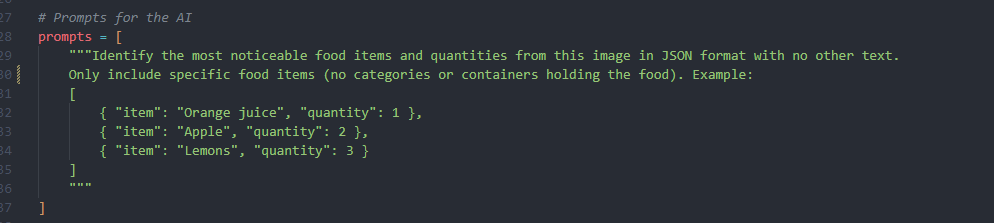 27 # Prompts for the AI
28 prompts = [
29 """Identify the most noticeable food items and quantities from this image in JSON format with no other text.
30 Only include specific food items (no categories or containers holding the food). Example:
31 [
32 { "item": "Orange juice", "quantity": 1 },
33 { "item": "Apple", "quantity": 2 },
34 { "item": "Lemons", "quantity": 3 }
35 ]
36 """
37 ]